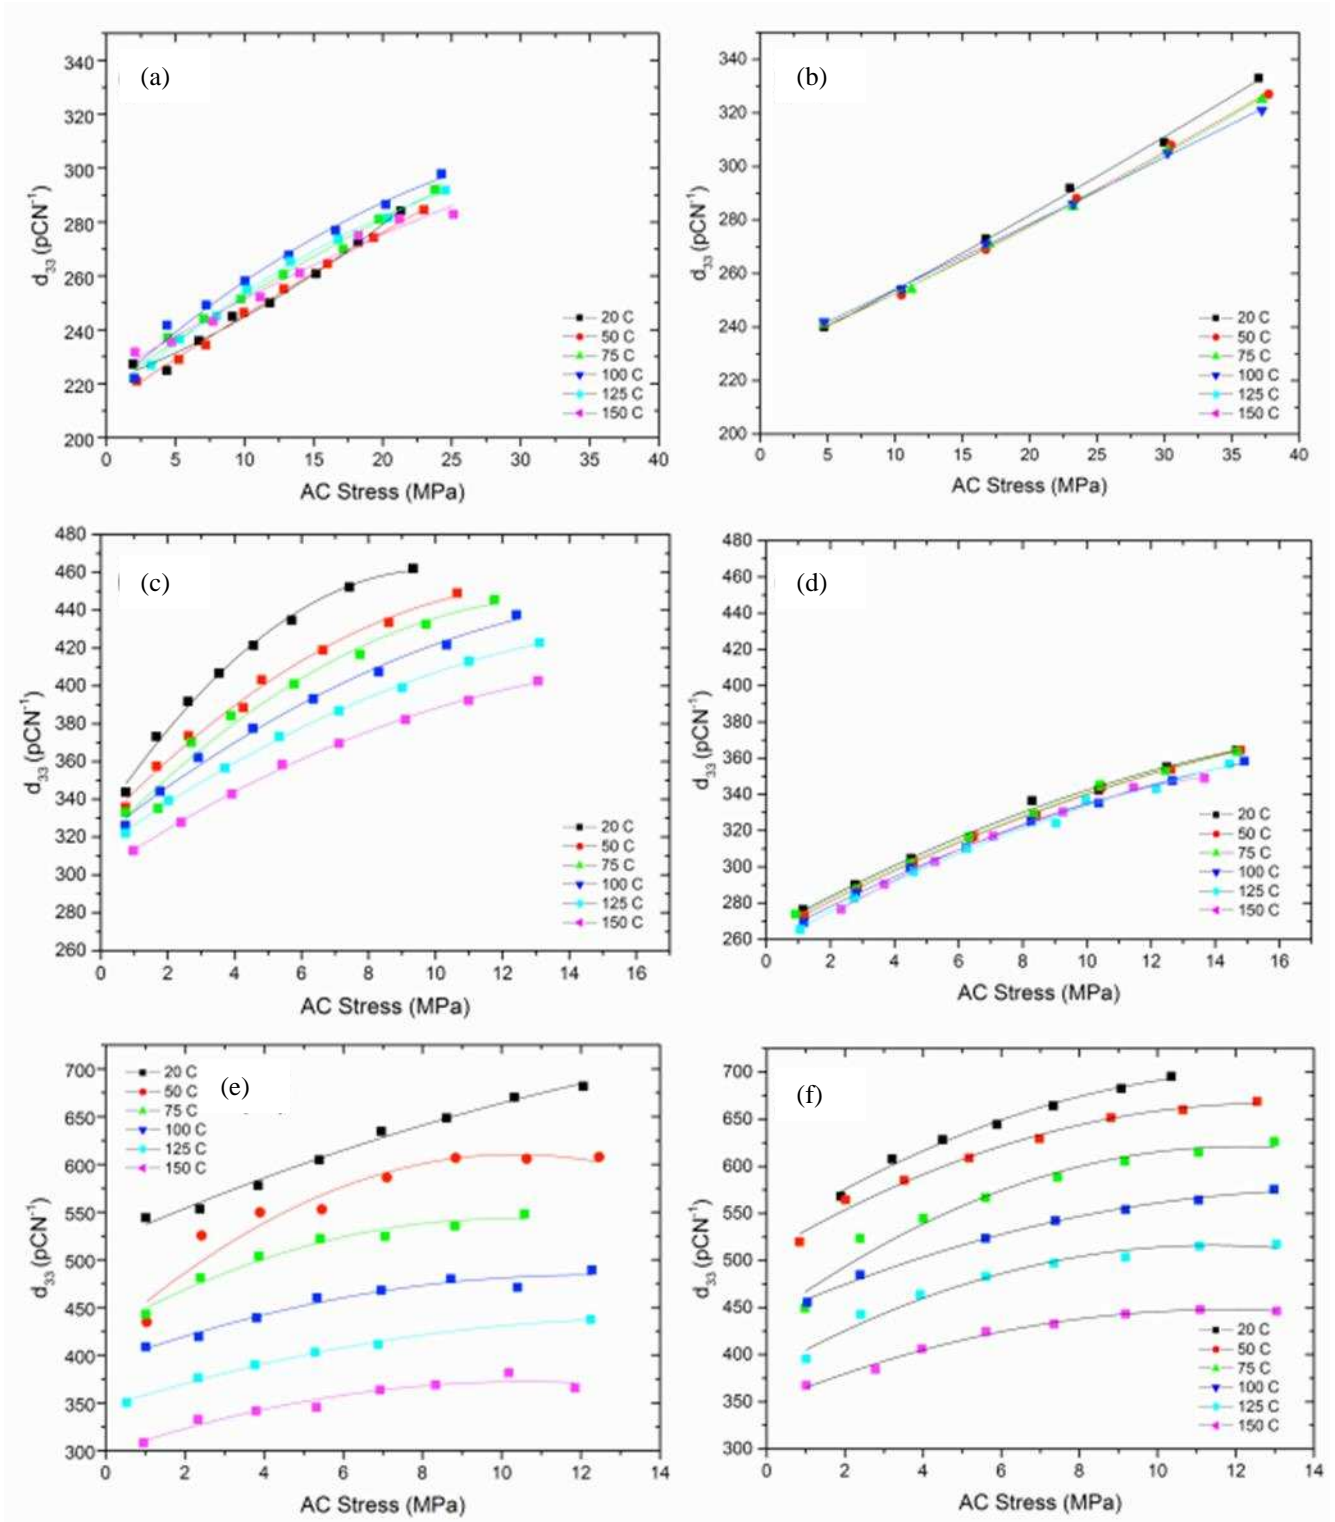 (a)
340
320
300
280
260
240
220
200
d33 (pCN-1)
20 C
50 C
75 C
100 C
125 C
150 C
0 5 10 15 20 25 30 35 40
AC Stress (MPa)
(b)
340
320
300
280
260
240
220
200
d33 (pCN-1)
20 C
50 C
75 C
100 C
125 C
150 C
0 5 10 15 20 25 30 35 40
AC Stress (MPa)
(c)
480
460
440
420
400
380
360
340
320
300
280
260
d33 (pCN-1)
20 C
50 C
75 C
100 C
125 C
150 C
0 2 4 6 8 10 12 14 16
AC Stress (MPa)
(d)
480
460
440
420
400
380
360
340
320
300
280
260
d33 (pCN-1)
20 C
50 C
75 C
100 C
125 C
150 C
0 2 4 6 8 10 12 14 16
AC Stress (MPa)
(e)
20 C
50 C
75 C
100 C
125 C
150 C
700
650
600
550
500
450
400
350
300
d33 (pCN-1)
0 2 4 6 8 10 12 14
AC Stress (MPa)
(f)
700
650
600
550
500
450
400
350
300
d33 (pCN-1)
20 C
50 C
75 C
100 C
125 C
150 C
0 2 4 6 8 10 12 14
AC Stress (MPa)